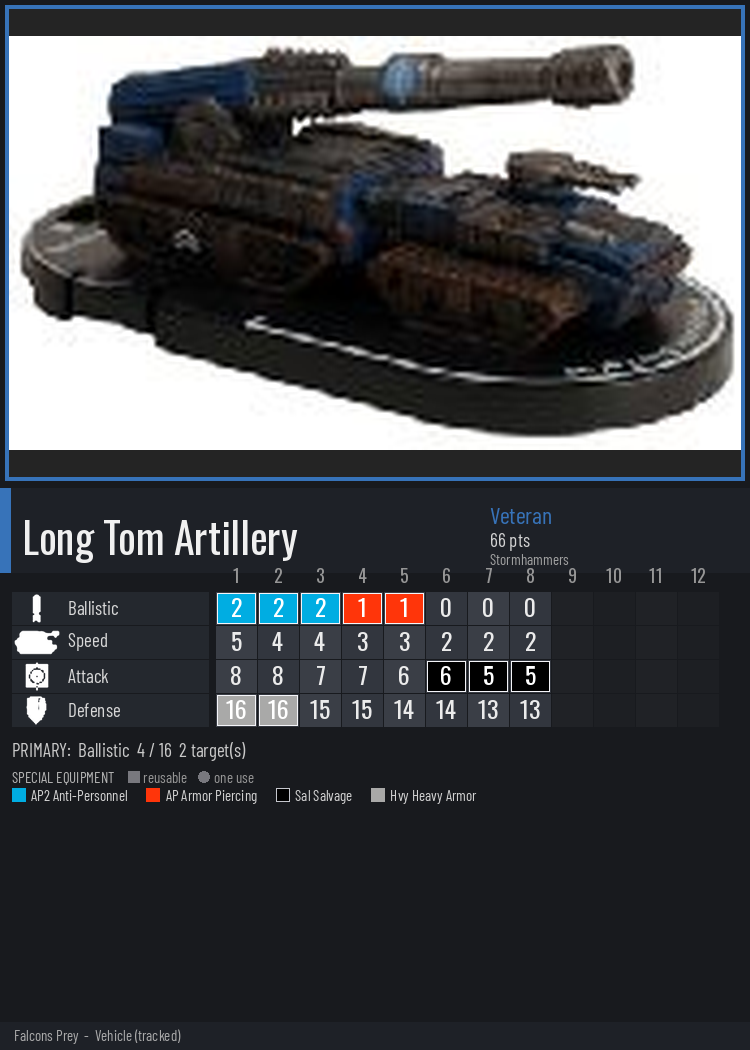 Long Tom Artillery
Veteran
66 pts
Stormhammers
1 2 3 4 5 6 7 8 9 10 11 12
Ballistic 2 2 2 1 1 0 0 0
Speed 5 4 4 3 3 2 2 2
Attack 8 8 7 7 6 6 5 5
Defense 16 16 15 15 14 14 13 13
PRIMARY: Ballistic 4 / 16 2 target(s)
SPECIAL EQUIPMENT reusable one use
AP2 Anti-Personnel AP Armor Piercing Sal Salvage Hvy Heavy Armor
Falcons Prey - Vehicle (tracked)